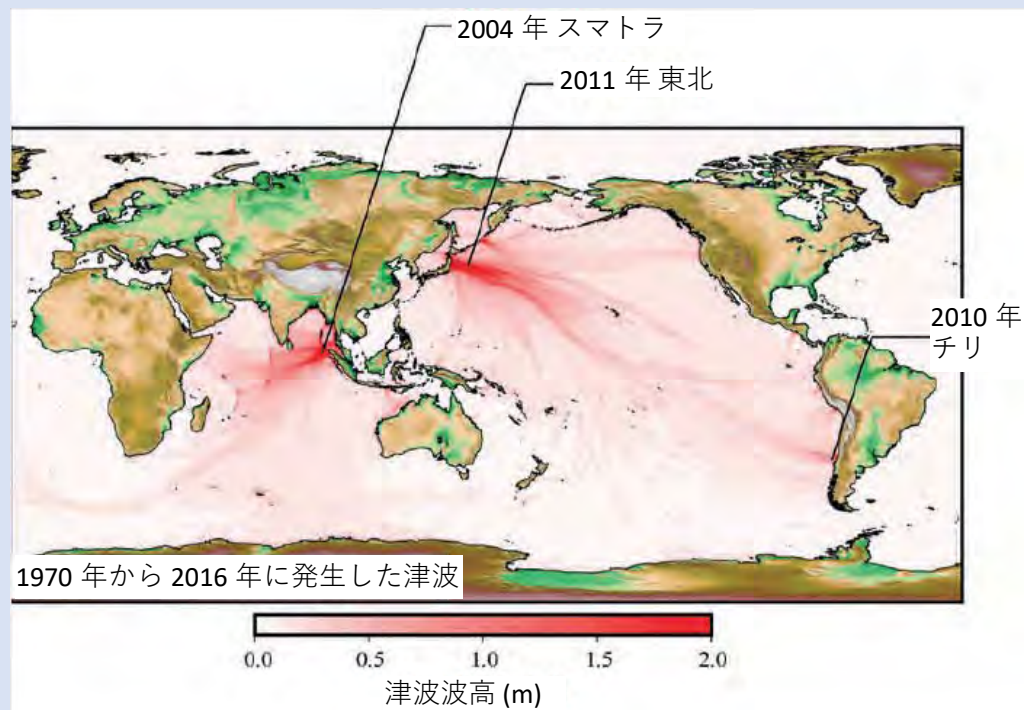 2004 年 スマトラ
2011 年 東北
2010 年
チリ
1970 年から 2016 年に発生した津波
0.0 0.5 1.0 1.5 2.0
津波波高 (m)